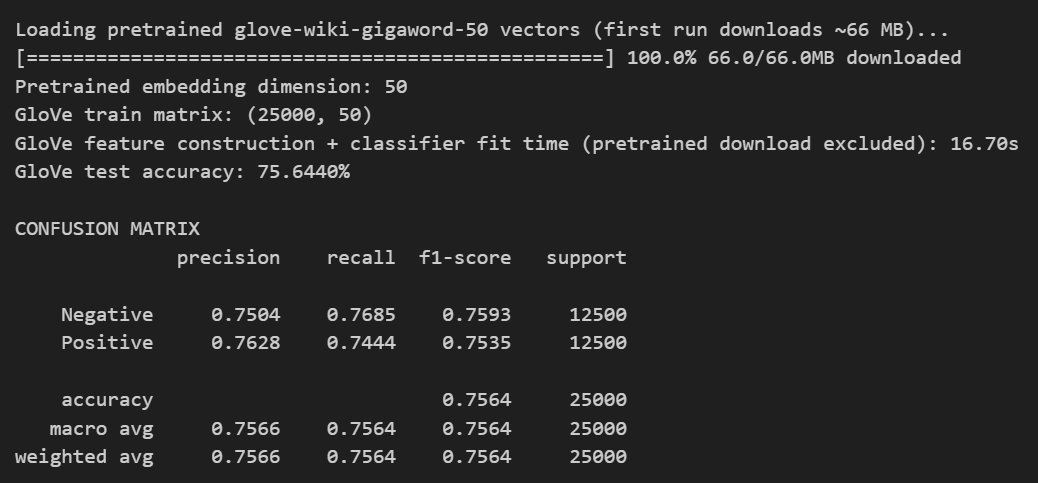 Loading pretrained glove-wiki-gigaword-50 vectors (first run downloads ~66 MB)...
[==================================================] 100.0% 66.0/66.0MB downloaded
Pretrained embedding dimension: 50
GloVe train matrix: (25000, 50)
GloVe feature construction + classifier fit time (pretrained download excluded): 16.70s
GloVe test accuracy: 75.6440%

CONFUSION MATRIX
              precision    recall  f1-score   support

    Negative     0.7504    0.7685    0.7593     12500
    Positive     0.7628    0.7444    0.7535     12500

    accuracy                         0.7564     25000
   macro avg     0.7566    0.7564    0.7564     25000
weighted avg     0.7566    0.7564    0.7564     25000